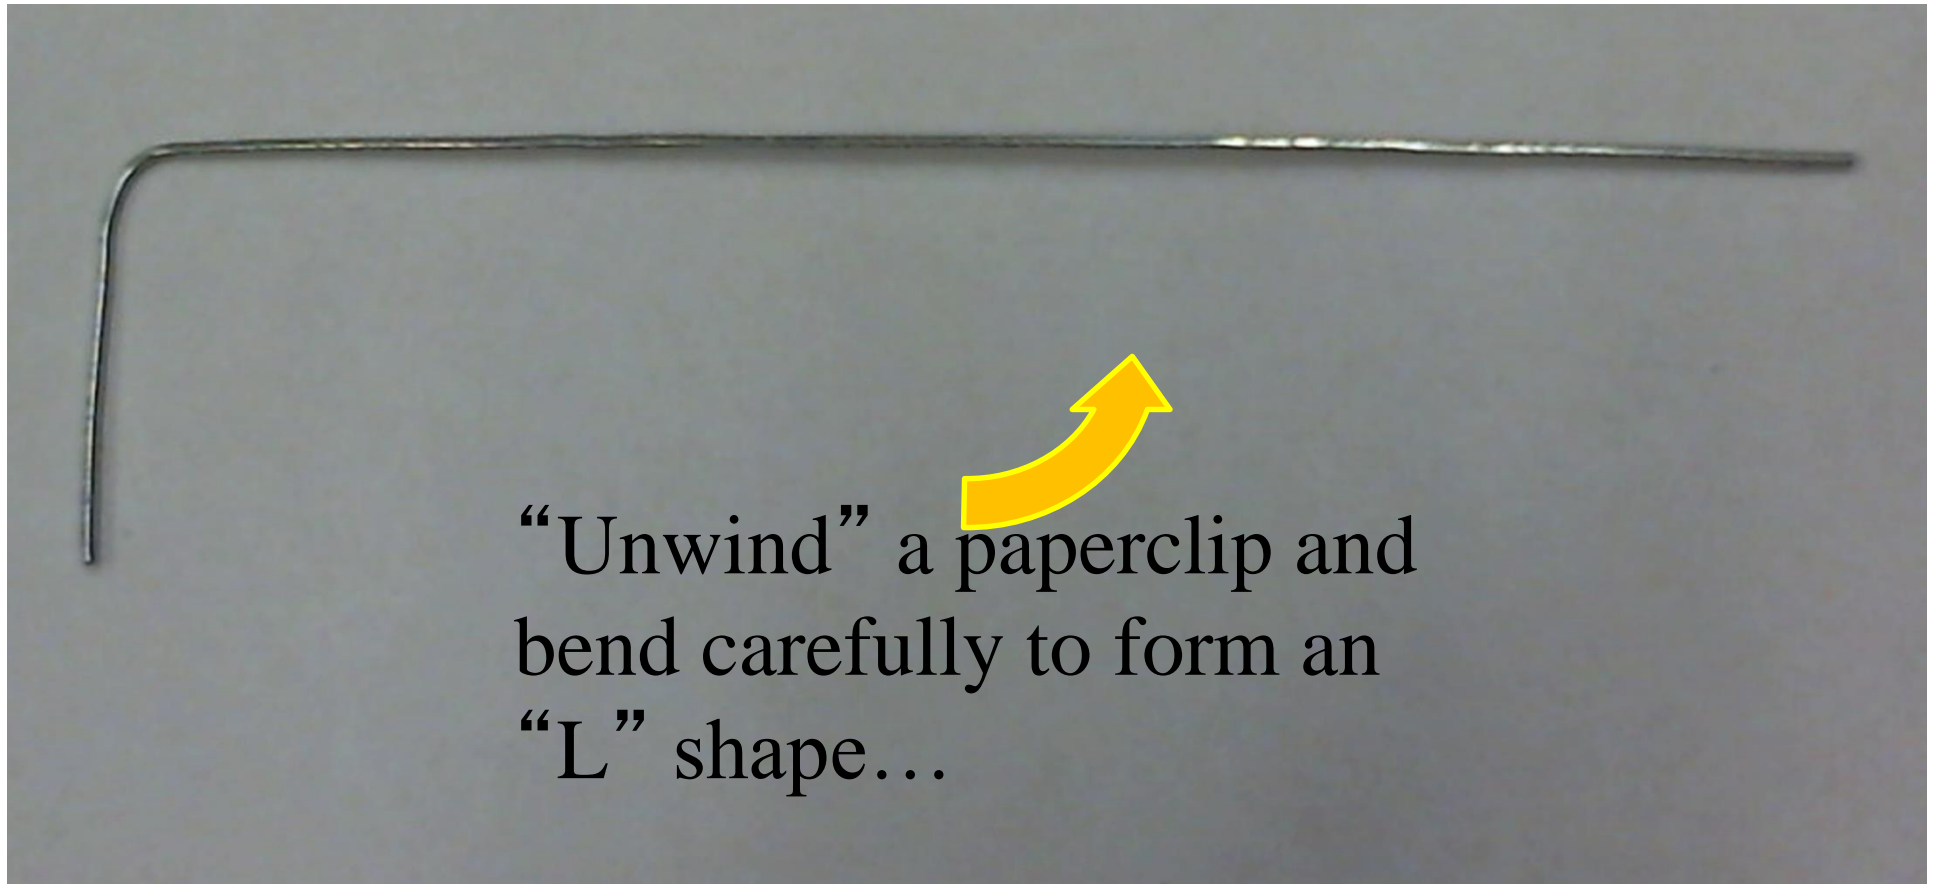 “Unwind” a paperclip and
bend carefully to form an
“L” shape…